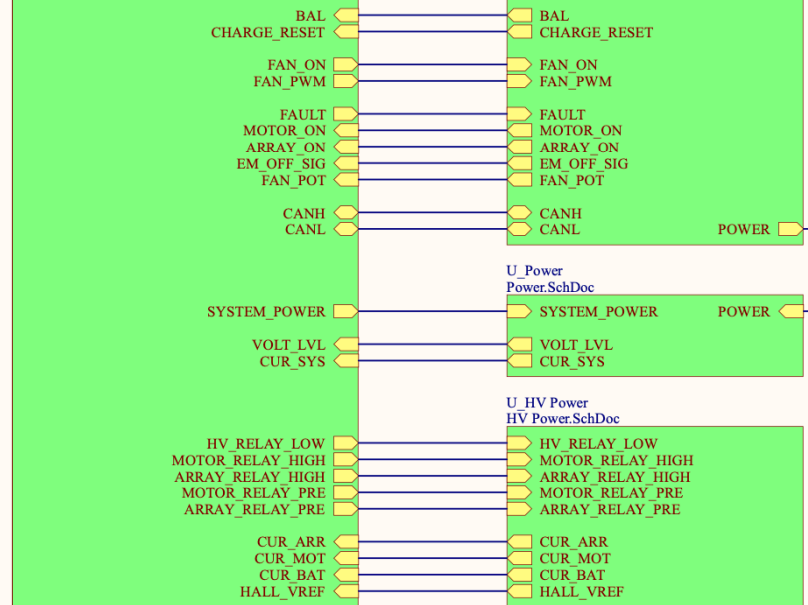 BAL BAL
CHARGE_RESET CHARGE_RESET
FAN_ON FAN_ON
FAN_PWM FAN_PWM
FAULT FAULT
MOTOR_ON MOTOR_ON
ARRAY_ON ARRAY_ON
EM_OFF_SIG EM_OFF_SIG
FAN_POT FAN_POT
CANH CANH
CANL CANL POWER
U_Power
Power.SchDoc
SYSTEM_POWER SYSTEM_POWER POWER
VOLT_LVL VOLT_LVL
CUR_SYS CUR_SYS
U_HV Power
HV Power.SchDoc
HV_RELAY_LOW HV_RELAY_LOW
MOTOR_RELAY_HIGH MOTOR_RELAY_HIGH
ARRAY_RELAY_HIGH ARRAY_RELAY_HIGH
MOTOR_RELAY_PRE MOTOR_RELAY_PRE
ARRAY_RELAY_PRE ARRAY_RELAY_PRE
CUR_ARR CUR_ARR
CUR_MOT CUR_MOT
CUR_BAT CUR_BAT
HALL_VREF HALL_VREF